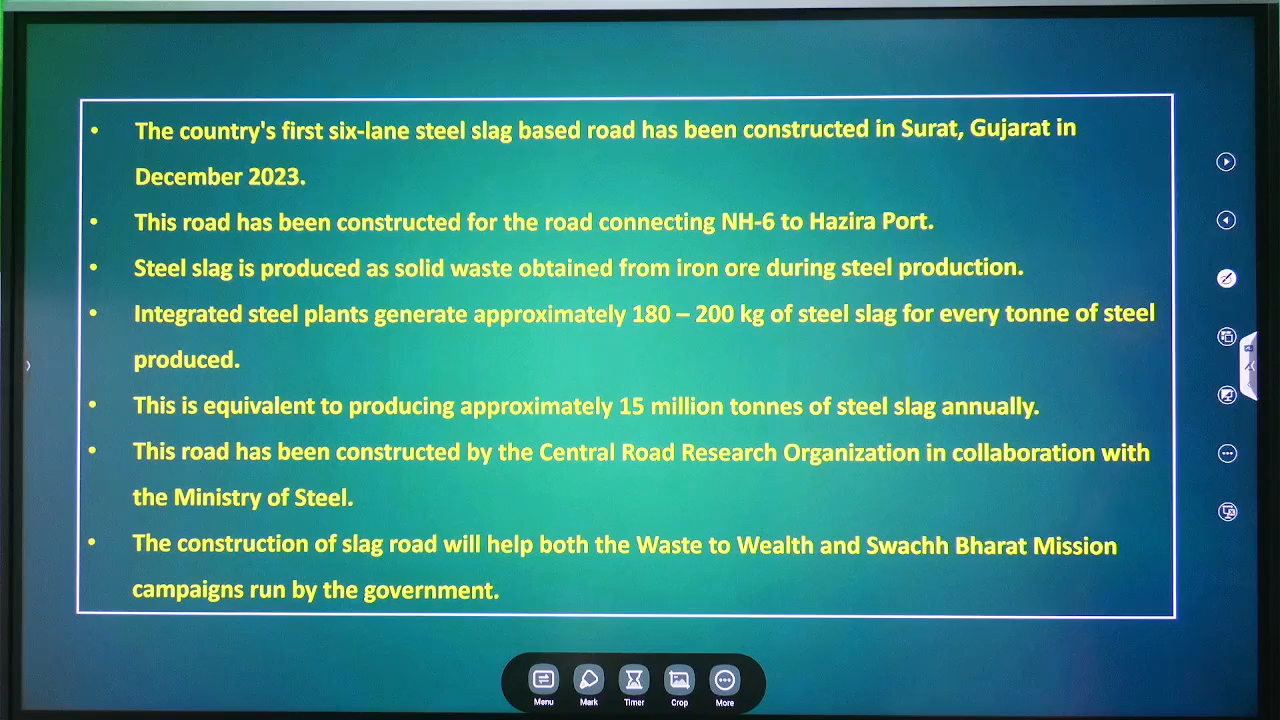 • The country's first six-lane steel slag based road has been constructed in Surat, Gujarat in
December 2023.
• This road has been constructed for the road connecting NH-6 to Hazira Port.
• Steel slag is produced as solid waste obtained from iron ore during steel production.
• Integrated steel plants generate approximately 180 – 200 kg of steel slag for every tonne of steel
produced.
• This is equivalent to producing approximately 15 million tonnes of steel slag annually.
• This road has been constructed by the Central Road Research Organization in collaboration with
the Ministry of Steel.
• The construction of slag road will help both the Waste to Wealth and Swachh Bharat Mission
campaigns run by the government.
Menu Mark Timer Crop More